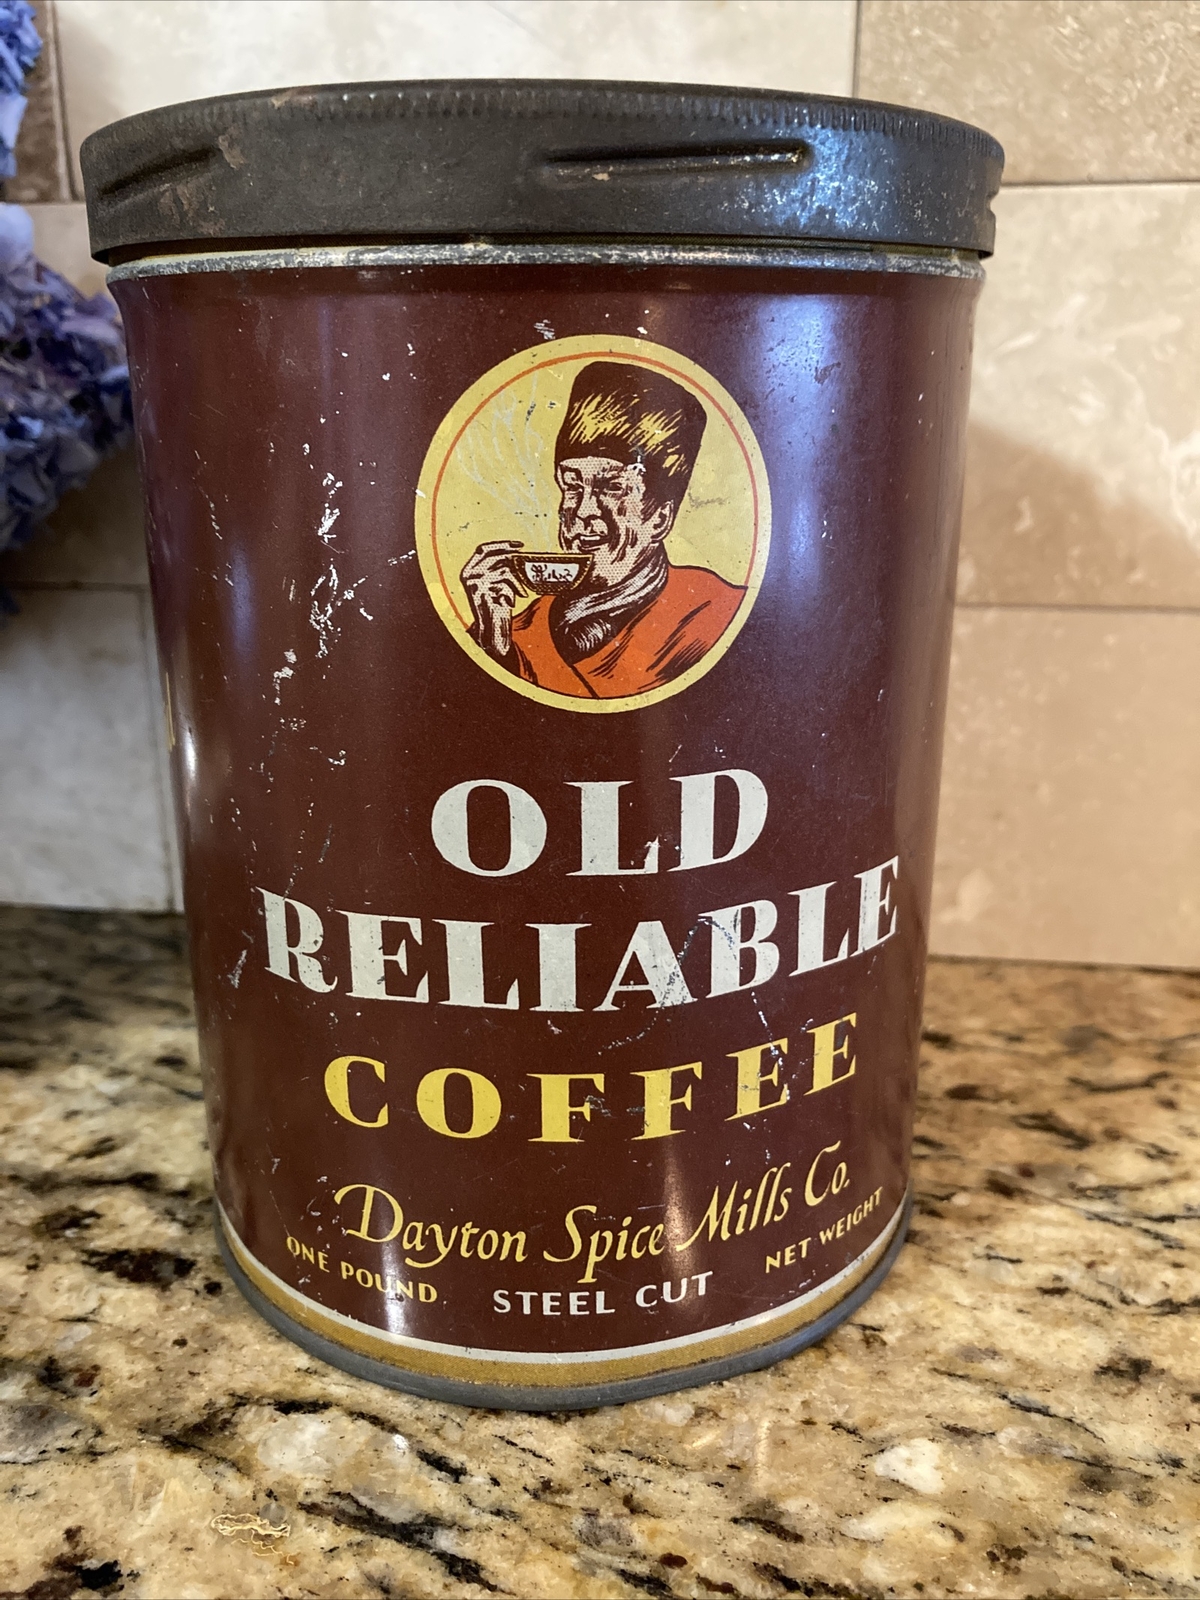 OLD
RELIABLE
COFFEE
Dayton Spice Mills Co.
ONE POUND STEEL CUT NET WEIGHT